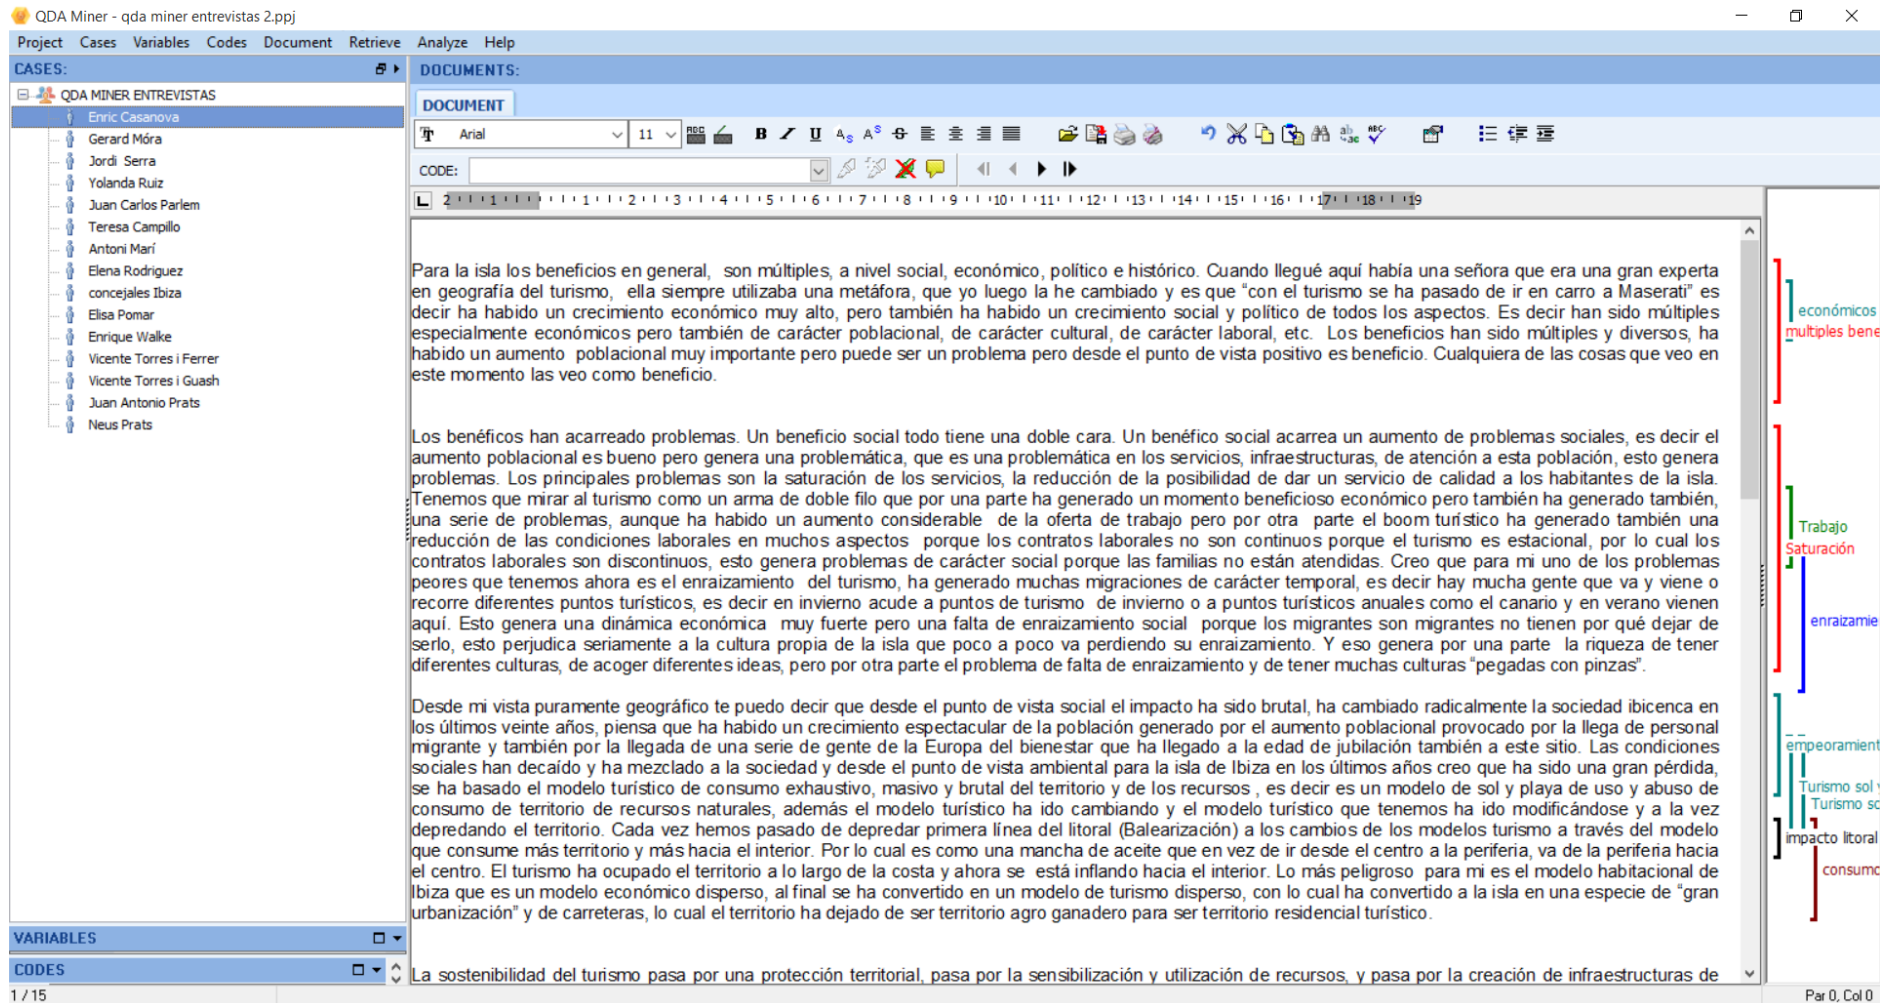 QDA Miner - qda miner entrevistas 2.ppj
Project Cases Variables Codes Document Retrieve Analyze Help
CASES:
QDA MINER ENTREVISTAS
Enric Casanova
Gerard Móra
Jordi Serra
Yolanda Ruiz
Juan Carlos Parlem
Teresa Campillo
Antoni Marí
Elena Rodriguez
concejales Ibiza
Elisa Pomar
Enrique Walke
Vicente Torres i Ferrer
Vicente Torres i Guash
Juan Antonio Prats
Neus Prats
VARIABLES
CODES
1 / 15
DOCUMENTS:
DOCUMENT
Arial 11
CODE:
2 1 1 2 3 4 5 6 7 8 9 10 11 12 13 14 15 16 17 18 19
Para la isla los beneficios en general, son múltiples, a nivel social, económico, político e histórico. Cuando llegué aquí había una señora que era una gran experta
en geografía del turismo, ella siempre utilizaba una metáfora, que yo luego la he cambiado y es que “con el turismo se ha pasado de ir en carro a Maserati” es
decir ha habido un crecimiento económico muy alto, pero también ha habido un crecimiento social y político de todos los aspectos. Es decir han sido múltiples
especialmente económicos pero también de carácter poblacional, de carácter cultural, de carácter laboral, etc. Los beneficios han sido múltiples y diversos, ha
habido un aumento poblacional muy importante pero puede ser un problema pero desde el punto de vista positivo es beneficio. Cualquiera de las cosas que veo en
este momento las veo como beneficio.
Los benéficos han acarreado problemas. Un beneficio social todo tiene una doble cara. Un benéfico social acarrea un aumento de problemas sociales, es decir el
aumento poblacional es bueno pero genera una problemática, que es una problemática en los servicios, infraestructuras, de atención a esta población, esto genera
problemas. Los principales problemas son la saturación de los servicios, la reducción de la posibilidad de dar un servicio de calidad a los habitantes de la isla.
Tenemos que mirar al turismo como un arma de doble filo que por una parte ha generado un momento beneficioso económico pero también ha generado también,
una serie de problemas, aunque ha habido un aumento considerable de la oferta de trabajo pero por otra parte el boom turístico ha generado también una
reducción de las condiciones laborales en muchos aspectos porque los contratos laborales no son continuos porque el turismo es estacional, por lo cual los
contratos laborales son discontinuos, esto genera problemas de carácter social porque las familias no están atendidas. Creo que para mi uno de los problemas
peores que tenemos ahora es el enraizamiento del turismo, ha generado muchas migraciones de carácter temporal, es decir hay mucha gente que va y viene o
recorre diferentes puntos turísticos, es decir en invierno acude a puntos de turismo de invierno o a puntos turísticos anuales como el canario y en verano vienen
aquí. Esto genera una dinámica económica muy fuerte pero una falta de enraizamiento social porque los migrantes son migrantes no tienen por qué dejar de
serlo, esto perjudica seriamente a la cultura propia de la isla que poco a poco va perdiendo su enraizamiento. Y eso genera por una parte la riqueza de tener
diferentes culturas, de acoger diferentes ideas, pero por otra parte el problema de falta de enraizamiento y de tener muchas culturas “pegadas con pinzas”.
Desde mi vista puramente geográfico te puedo decir que desde el punto de vista social el impacto ha sido brutal, ha cambiado radicalmente la sociedad ibicenca en
los últimos veinte años, piensa que ha habido un crecimiento espectacular de la población generado por el aumento poblacional provocado por la llega de personal
migrante y también por la llegada de una serie de gente de la Europa del bienestar que ha llegado a la edad de jubilación también a este sitio. Las condiciones
sociales han decaído y ha mezclado a la sociedad y desde el punto de vista ambiental para la isla de Ibiza en los últimos años creo que ha sido una gran pérdida,
se ha basado el modelo turístico de consumo exhaustivo, masivo y brutal del territorio y de los recursos , es decir es un modelo de sol y playa de uso y abuso de
consumo de territorio de recursos naturales, además el modelo turístico ha ido cambiando y el modelo turístico que tenemos ha ido modificándose y a la vez
depredando el territorio. Cada vez hemos pasado de depredar primera línea del litoral (Balearización) a los cambios de los modelos turismo a través del modelo
que consume más territorio y más hacia el interior. Por lo cual es como una mancha de aceite que en vez de ir desde el centro a la periferia, va de la periferia hacia
el centro. El turismo ha ocupado el territorio a lo largo de la costa y ahora se está inflando hacia el interior. Lo más peligroso para mi es el modelo habitacional de
Ibiza que es un modelo económico disperso, al final se ha convertido en un modelo de turismo disperso, con lo cual ha convertido a la isla en una especie de “gran
urbanización” y de carreteras, lo cual el territorio ha dejado de ser territorio agro ganadero para ser territorio residencial turístico.
La sostenibilidad del turismo pasa por una protección territorial, pasa por la sensibilización y utilización de recursos, y pasa por la creación de infraestructuras de
económicos
multiples bene
Trabajo
Saturación
enraizamie
empeoramient
Turismo sol y
Turismo so
impacto litoral
consumo
Par 0, Col 0